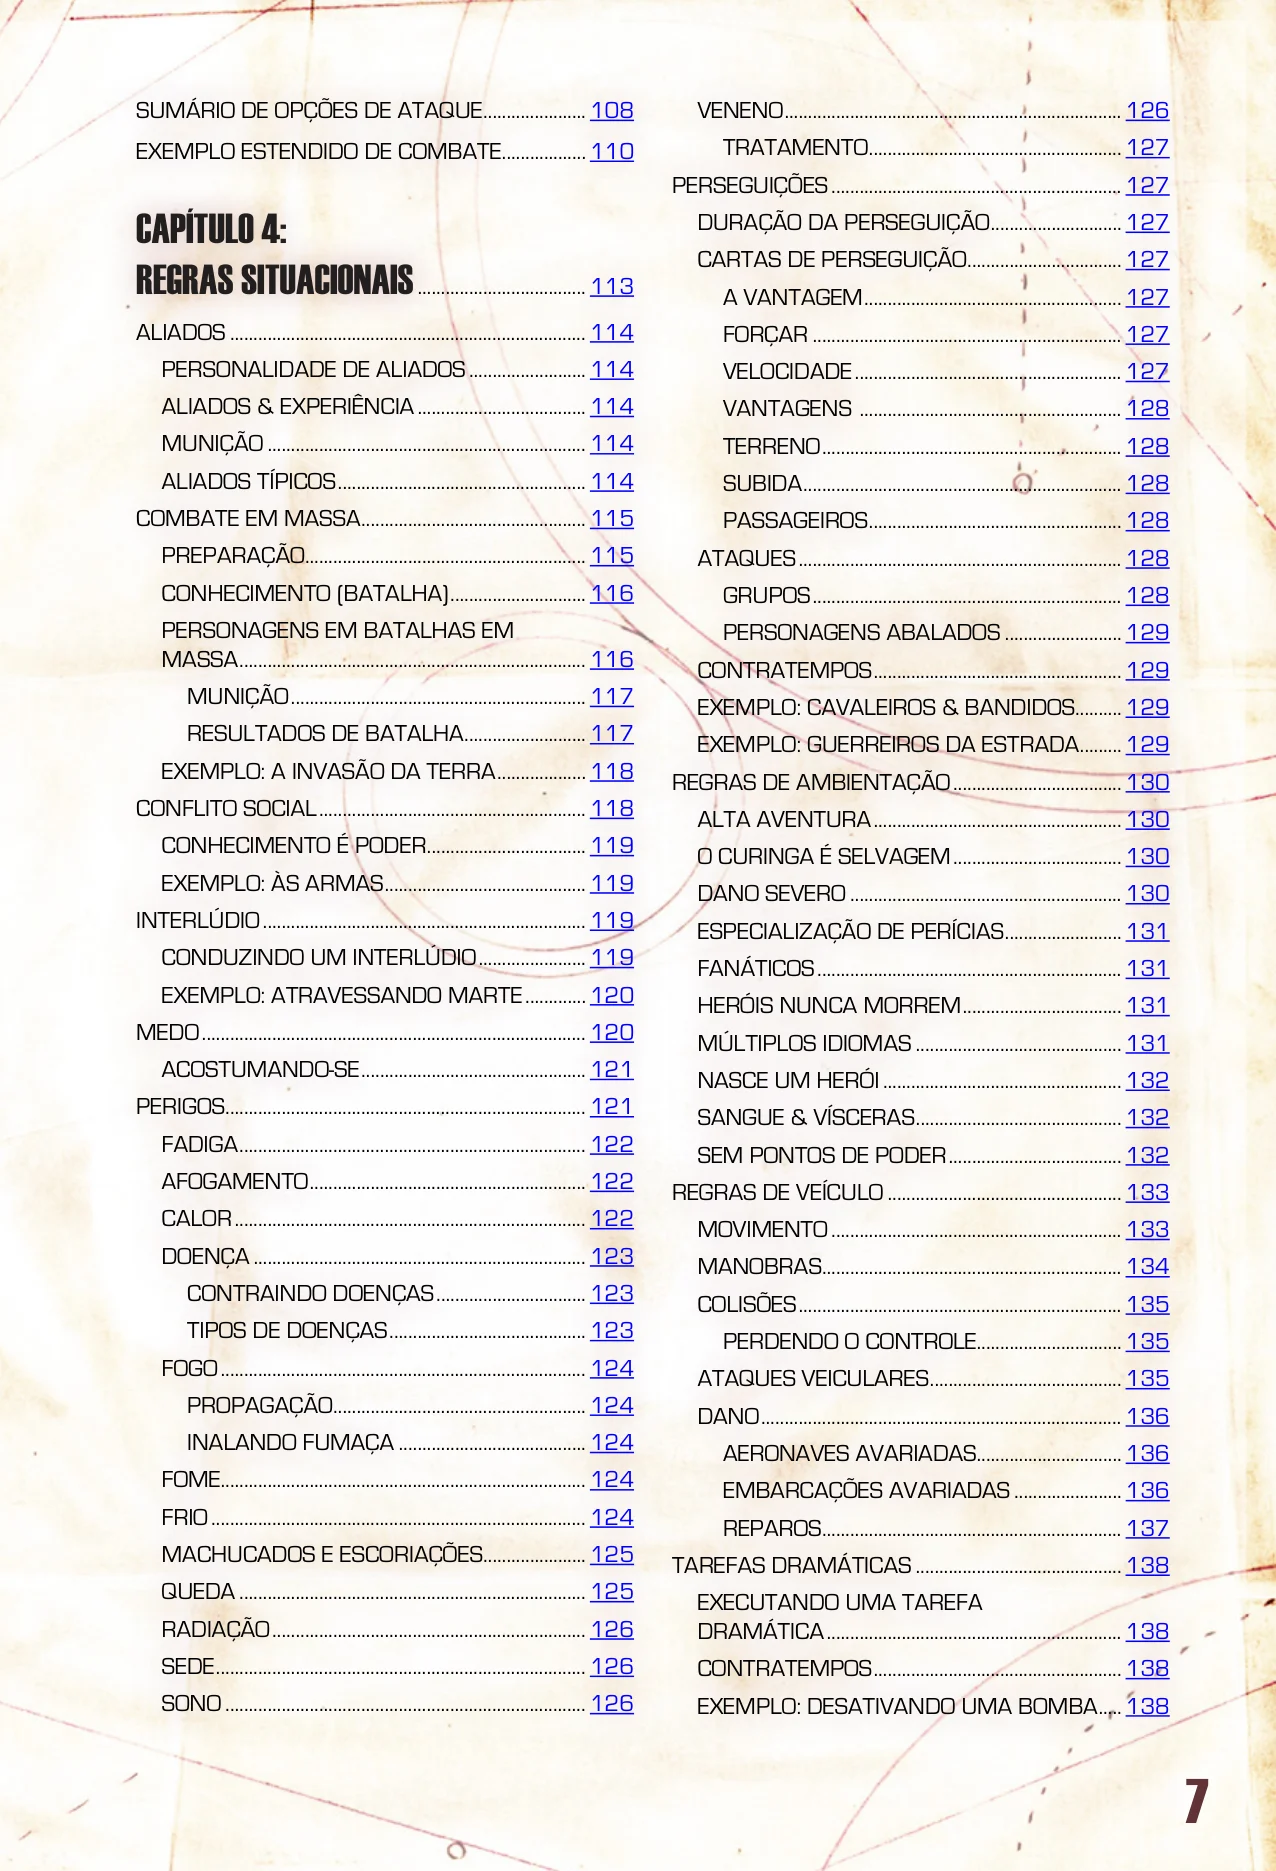 SUMÁRIO DE OPÇÕES DE ATAQUE...................... 108
EXEMPLO ESTENDIDO DE COMBATE.................. 110
CAPÍTULO 4:
REGRAS SITUACIONAIS .................................... 113
ALIADOS ............................................................ 114
PERSONALIDADE DE ALIADOS ......................... 114
ALIADOS & EXPERIÊNCIA .................................... 114
MUNIÇÃO .................................................... 114
ALIADOS TÍPICOS..................................................... 114
COMBATE EM MASSA................................................ 115
PREPARAÇÃO............................................................ 115
CONHECIMENTO (BATALHA)............................. 116
PERSONAGENS EM BATALHAS EM
MASSA.......................................................................... 116
MUNIÇÃO............................................................... 117
RESULTADOS DE BATALHA.......................... 117
EXEMPLO: A INVASÃO DA TERRA................... 118
CONFLITO SOCIAL ......................................................... 118
CONHECIMENTO É PODER.................................. 119
EXEMPLO: ÀS ARMAS........................................... 119
INTERLÚDIO ..................................................................... 119
CONDUZINDO UM INTERLÚDIO ....................... 119
EXEMPLO: ATRAVESSANDO MARTE ............. 120
MEDO .................................................................................. 120
ACOSTUMANDO-SE................................................ 121
PERIGOS............................................................................. 121
FADIGA.......................................................................... 122
AFOGAMENTO........................................................... 122
CALOR ........................................................................... 122
DOENÇA ....................................................................... 123
CONTRAINDO DOENÇAS ................................ 123
TIPOS DE DOENÇAS.......................................... 123
FOGO .............................................................................. 124
PROPAGAÇÃO...................................................... 124
INALANDO FUMAÇA ........................................ 124
FOME.............................................................................. 124
FRIO ................................................................................ 124
MACHUCADOS E ESCORIAÇÕES...................... 125
QUEDA .......................................................................... 125
RADIAÇÃO ................................................................... 126
SEDE............................................................................... 126
SONO ............................................................................. 126
VENENO........................................................................ 126
TRATAMENTO...................................................... 127
PERSEGUIÇÕES .............................................................. 127
DURAÇÃO DA PERSEGUIÇÃO............................ 127
CARTAS DE PERSEGUIÇÃO................................. 127
A VANTAGEM....................................................... 127
FORÇAR .................................................................. 127
VELOCIDADE ......................................................... 127
VANTAGENS ........................................................ 128
TERRENO................................................................ 128
SUBIDA.................................................................... 128
PASSAGEIROS...................................................... 128
ATAQUES ..................................................................... 128
GRUPOS .................................................................. 128
PERSONAGENS ABALADOS ......................... 129
CONTRATEMPOS..................................................... 129
EXEMPLO: CAVALEIROS & BANDIDOS.......... 129
EXEMPLO: GUERREIROS DA ESTRADA......... 129
REGRAS DE AMBIENTAÇÃO .................................... 130
ALTA AVENTURA ..................................................... 130
O CURINGA É SELVAGEM .................................... 130
DANO SEVERO .......................................................... 130
ESPECIALIZAÇÃO DE PERÍCIAS......................... 131
FANÁTICOS ................................................................. 131
HERÓIS NUNCA MORREM.................................. 131
MÚLTIPLOS IDIOMAS ............................................ 131
NASCE UM HERÓI ................................................... 132
SANGUE & VÍSCERAS............................................ 132
SEM PONTOS DE PODER ..................................... 132
REGRAS DE VEÍCULO .................................................. 133
MOVIMENTO .............................................................. 133
MANOBRAS................................................................ 134
COLISÕES ..................................................................... 135
PERDENDO O CONTROLE............................... 135
ATAQUES VEICULARES......................................... 135
DANO............................................................................. 136
AERONAVES AVARIADAS............................... 136
EMBARCAÇÕES AVARIADAS ....................... 136
REPAROS................................................................ 137
TAREFAS DRAMÁTICAS ............................................ 138
EXECUTANDO UMA TAREFA
DRAMÁTICA ............................................................... 138
CONTRATEMPOS..................................................... 138
EXEMPLO: DESATIVANDO UMA BOMBA..... 138
7